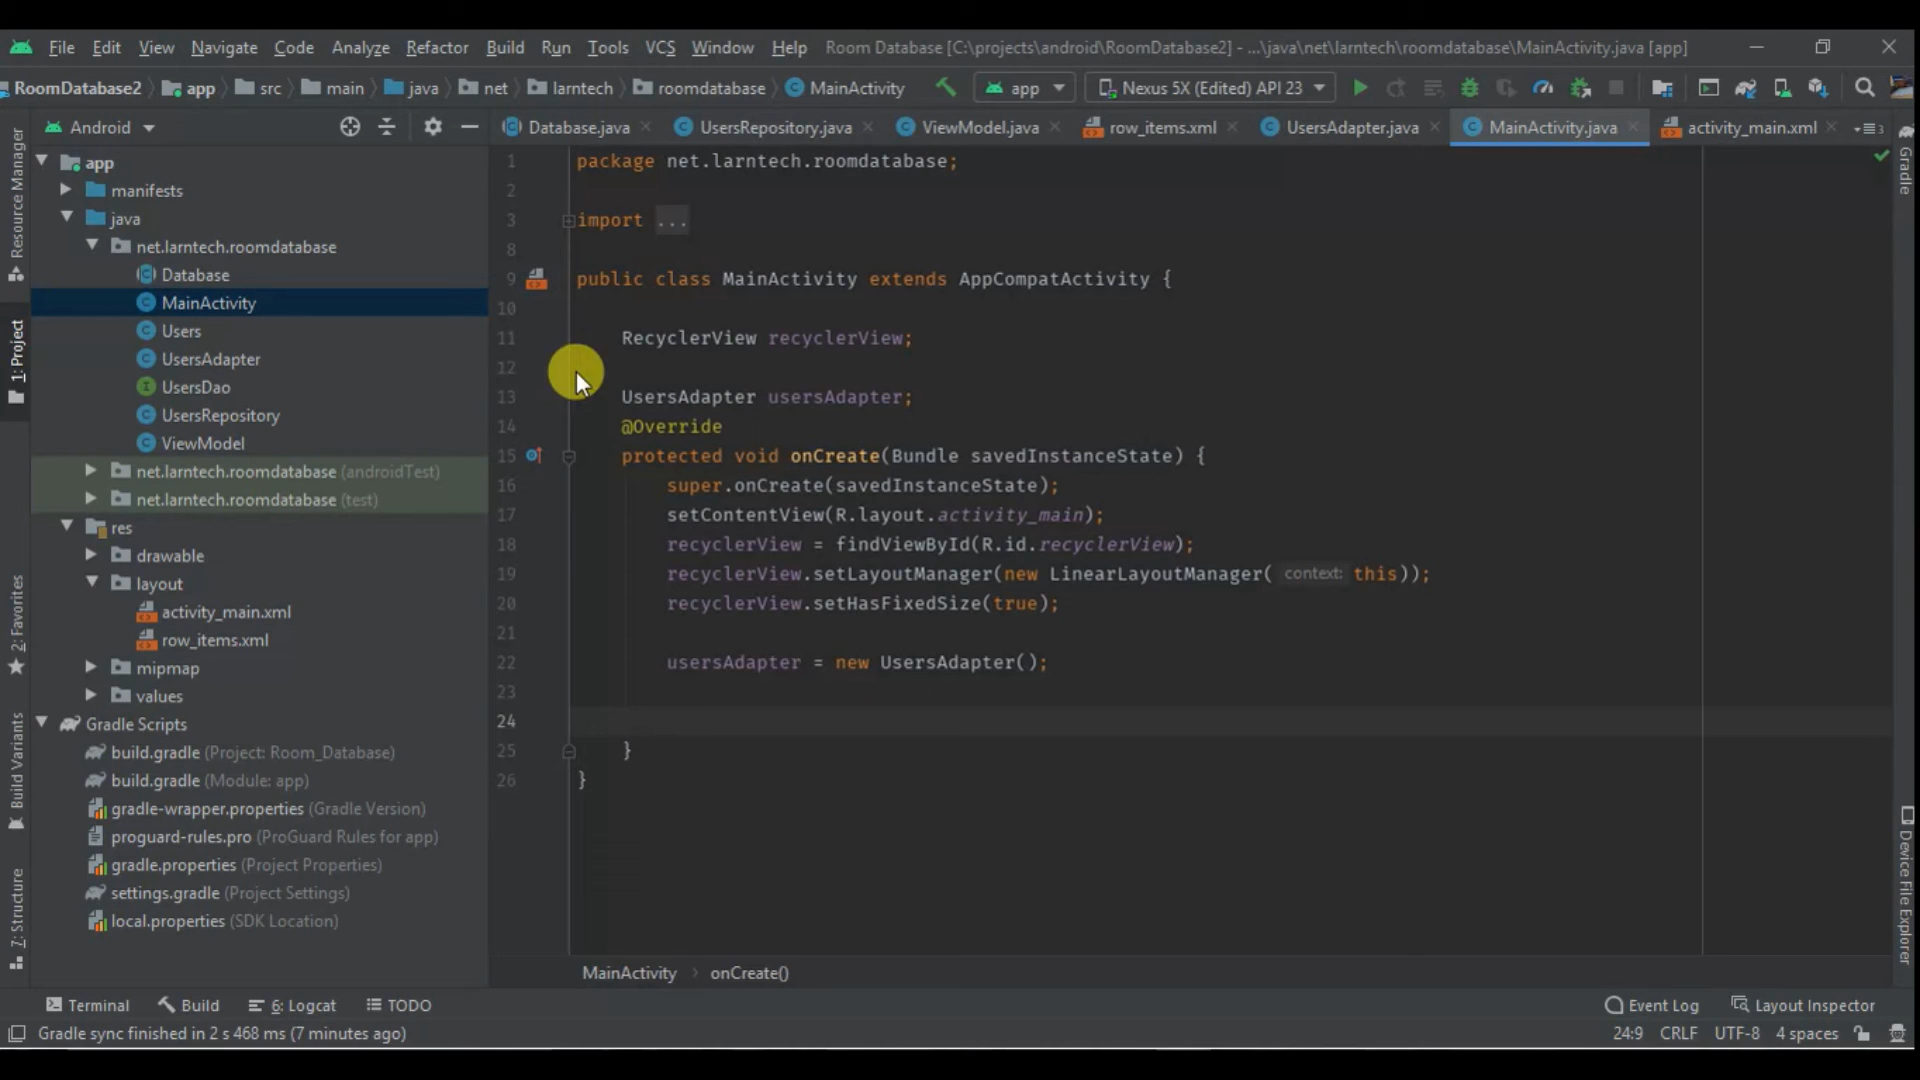 File Edit View Navigate Code Analyze Refactor Build Run Tools VCS Window Help Room Database [C:\projects\android\RoomDatabase2] - ...\java\net\larntech\roomdatabase\MainActivity.java [app]
RoomDatabase2 app src main java net larntech roomdatabase MainActivity app Nexus 5X (Edited) API 23
Android Database.java UsersRepository.java ViewModel.java row_items.xml UsersAdapter.java MainActivity.java activity_main.xml 3
Resource Manager
1: Project
2: Favorites
Build Variants
7: Structure
app
manifests
java
net.larntech.roomdatabase
Database
MainActivity
Users
UsersAdapter
UsersDao
UsersRepository
ViewModel
net.larntech.roomdatabase (androidTest)
net.larntech.roomdatabase (test)
res
drawable
layout
activity_main.xml
row_items.xml
mipmap
values
Gradle Scripts
build.gradle (Project: Room_Database)
build.gradle (Module: app)
gradle-wrapper.properties (Gradle Version)
proguard-rules.pro (ProGuard Rules for app)
gradle.properties (Project Properties)
settings.gradle (Project Settings)
local.properties (SDK Location)
1 package net.larntech.roomdatabase;
2
3 import ...
8
9 public class MainActivity extends AppCompatActivity {
10
11 RecyclerView recyclerView;
12
13 UsersAdapter usersAdapter;
14 @Override
15 protected void onCreate(Bundle savedInstanceState) {
16 super.onCreate(savedInstanceState);
17 setContentView(R.layout.activity_main);
18 recyclerView = findViewById(R.id.recyclerView);
19 recyclerView.setLayoutManager(new LinearLayoutManager( context: this));
20 recyclerView.setHasFixedSize(true);
21
22 usersAdapter = new UsersAdapter();
23
24
25 }
26 }
MainActivity onCreate()
Gradle
Device File Explorer
Terminal Build 6: Logcat TODO Event Log Layout Inspector
Gradle sync finished in 2 s 468 ms (7 minutes ago) 24:9 CRLF UTF-8 4 spaces